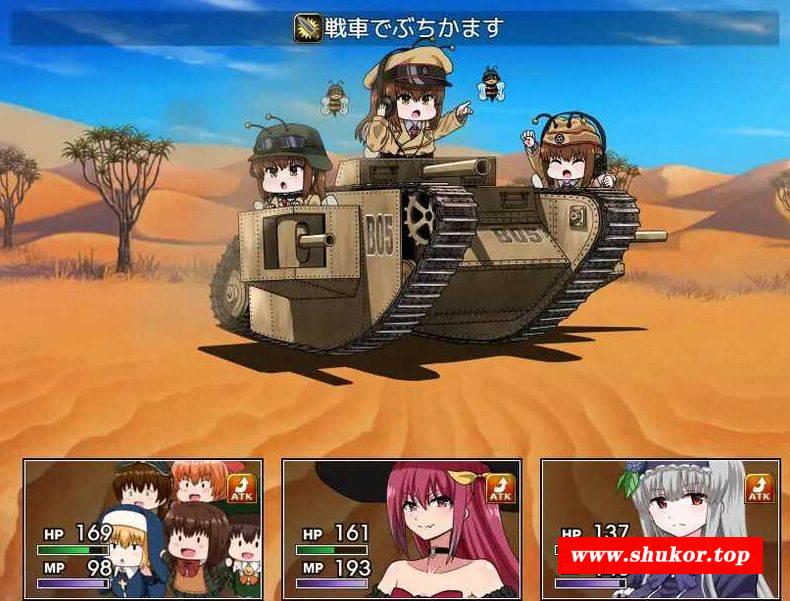 戦車でぶちかます
B05
B05
ATK
HP 169
MP 98
ATK
HP 161
MP 193
ATK
HP 137
www.shukor.top